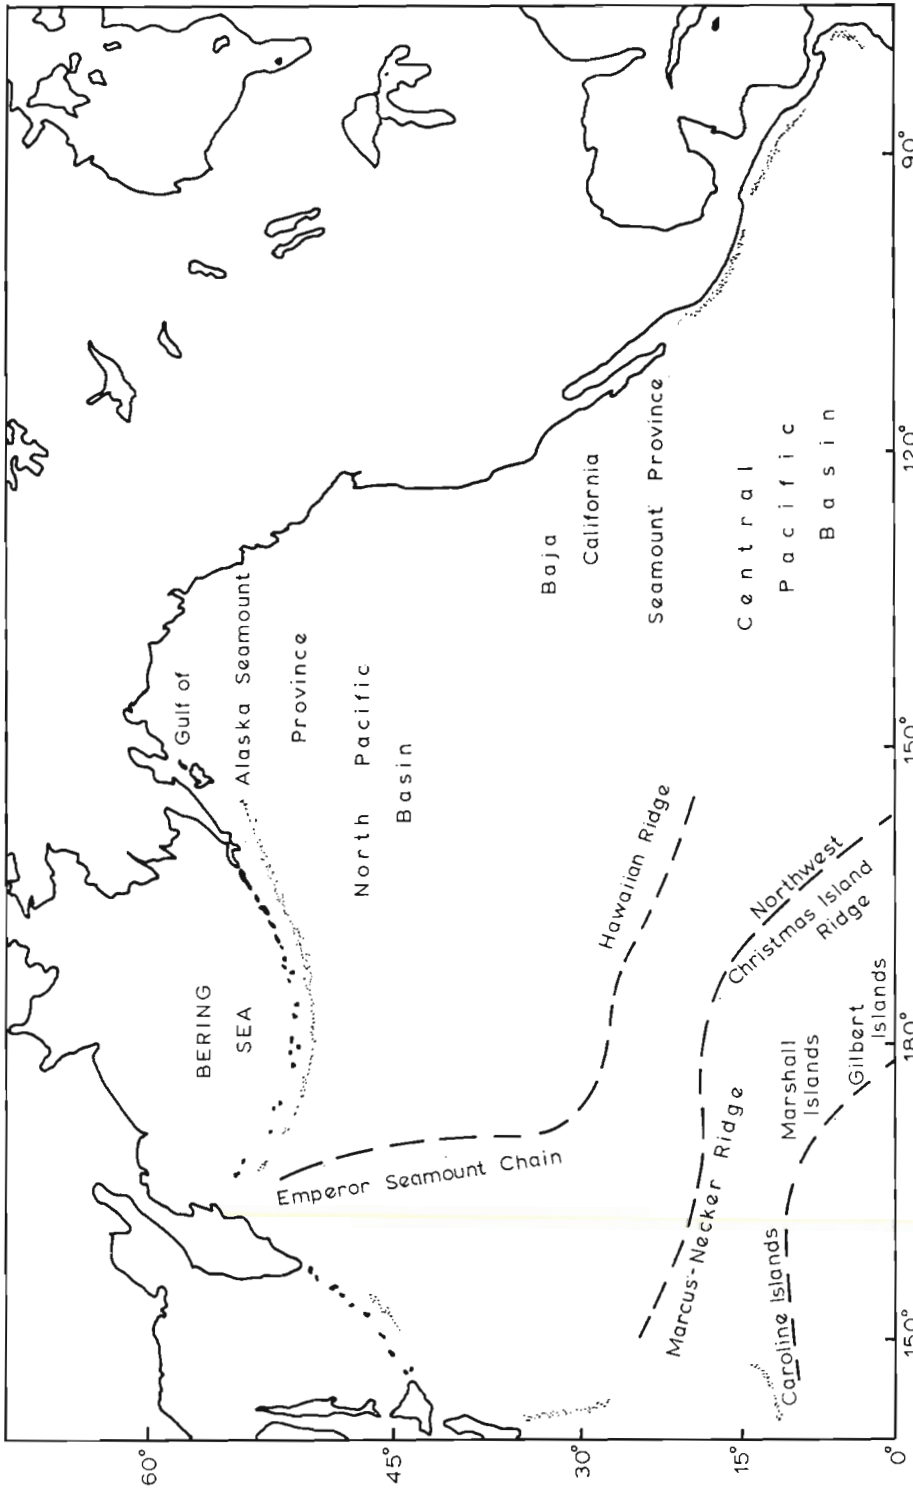 BERING
SEA
Gulf of
Alaska Seamount
Province
North Pacific
Basin
Emperor Seamount Chain
Hawaiian Ridge
Baja
California
Seamount Province
Central
Pacific
Basin
Marcus-Necker Ridge
Northwest
Christmas Island
Ridge
Caroline Islands
Marshall
Islands
Gilbert
Islands
60°
45°
30°
15°
0°
150°
180°
150°
120°
90°